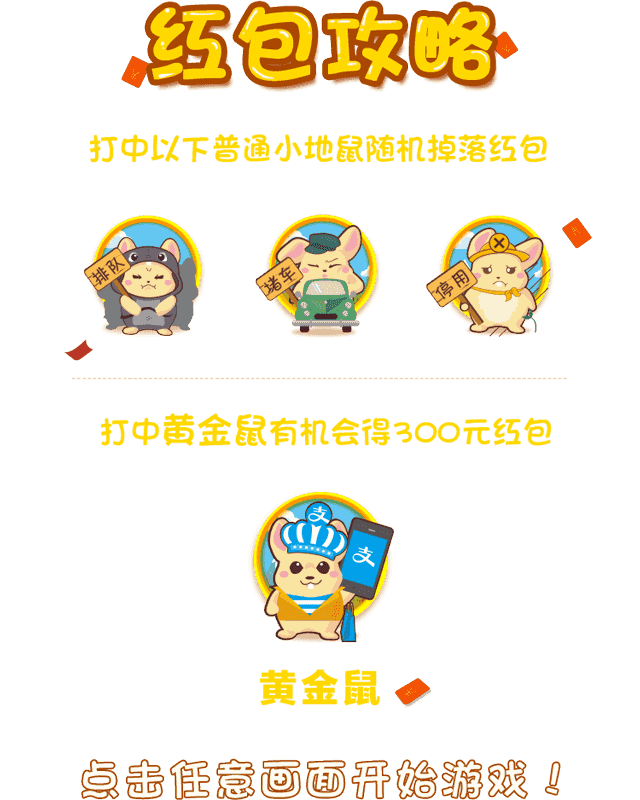 红包攻略
打中以下普通小地鼠随机掉落红包
排队
堵车
停用
打中黄金鼠有机会得300元红包
支
支
黄金鼠
点击任意画面开始游戏！